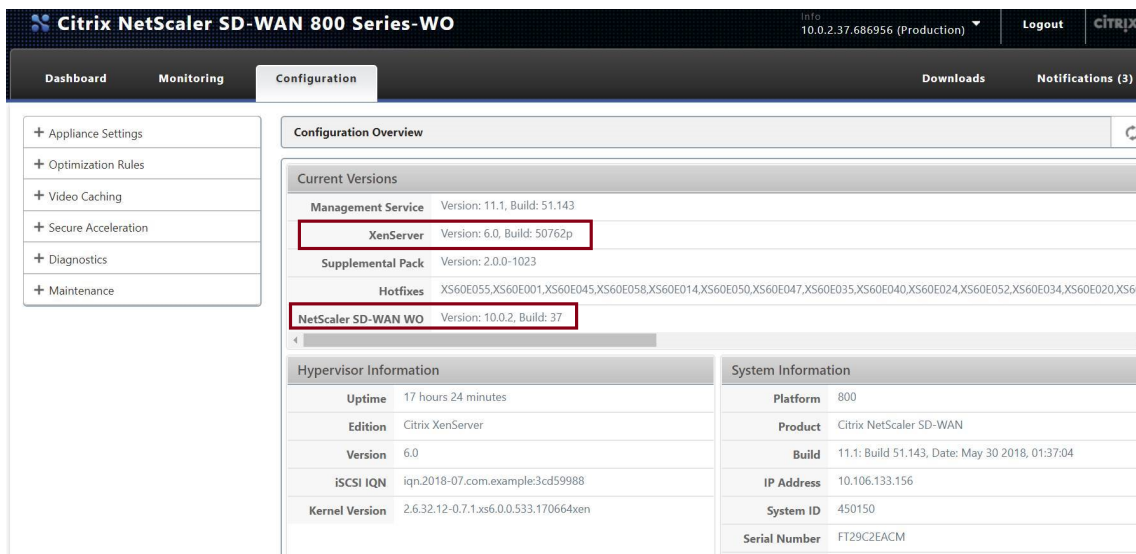 Citrix NetScaler SD-WAN 800 Series-WO
Info
10.0.2.37.686956 (Production)
Logout
CITRIX
Dashboard Monitoring Configuration Downloads Notifications (3)
+ Appliance Settings
+ Optimization Rules
+ Video Caching
+ Secure Acceleration
+ Diagnostics
+ Maintenance
Configuration Overview
Current Versions
Management Service Version: 11.1, Build: 51.143
XenServer Version: 6.0, Build: 50762p
Supplemental Pack Version: 2.0.0-1023
Hotfixes XS60E055,XS60E001,XS60E045,XS60E058,XS60E014,XS60E050,XS60E047,XS60E035,XS60E040,XS60E024,XS60E052,XS60E034,XS60E020,XS6
NetScaler SD-WAN WO Version: 10.0.2, Build: 37
Hypervisor Information
Uptime 17 hours 24 minutes
Edition Citrix XenServer
Version 6.0
iSCSI IQN iqn.2018-07.com.example:3cd59988
Kernel Version 2.6.32.12-0.7.1.xs6.0.0.533.170664xen
System Information
Platform 800
Product Citrix NetScaler SD-WAN
Build 11.1: Build 51.143, Date: May 30 2018, 01:37:04
IP Address 10.106.133.156
System ID 450150
Serial Number FT29C2EACM